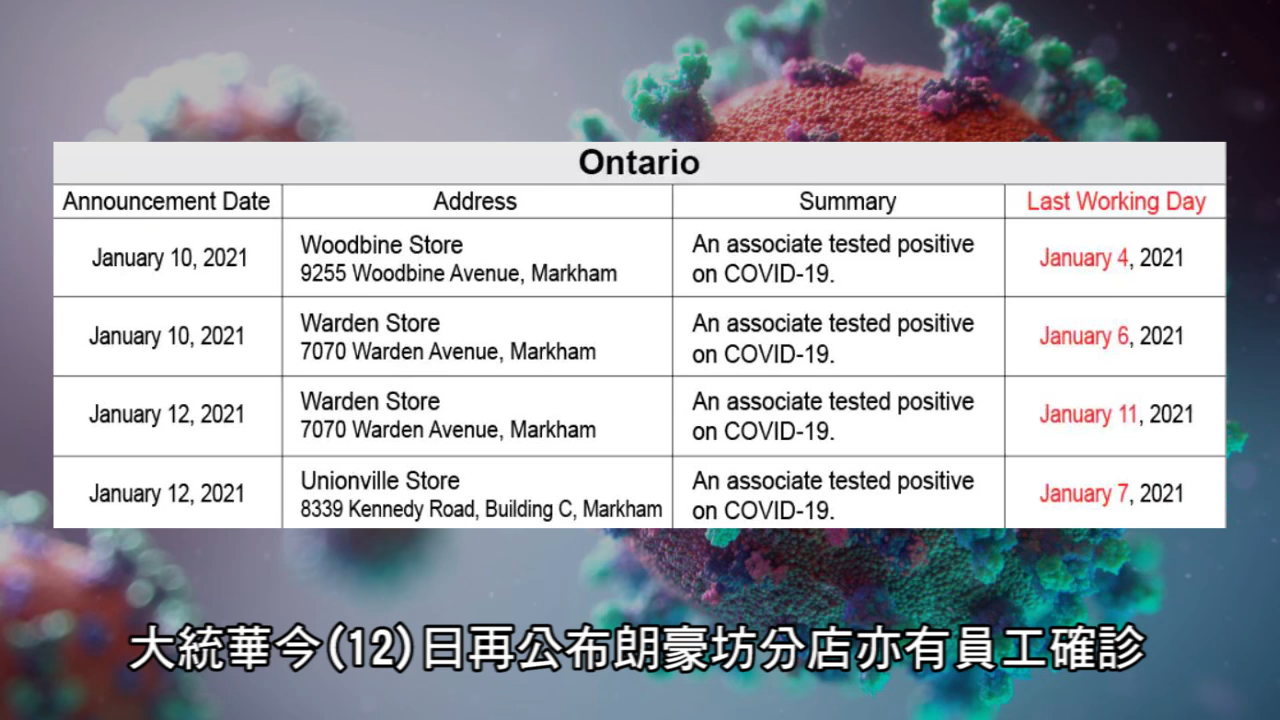 Ontario
Announcement Date Address Summary Last Working Day
January 10, 2021
Woodbine Store
9255 Woodbine Avenue, Markham
An associate tested positive
on COVID-19.
January 4, 2021
January 10, 2021
Warden Store
7070 Warden Avenue, Markham
An associate tested positive
on COVID-19.
January 6, 2021
January 12, 2021
Warden Store
7070 Warden Avenue, Markham
An associate tested positive
on COVID-19.
January 11, 2021
January 12, 2021
Unionville Store
8339 Kennedy Road, Building C, Markham
An associate tested positive
on COVID-19.
January 7, 2021
大統華今(12)日再公布朗豪坊分店亦有員工確診